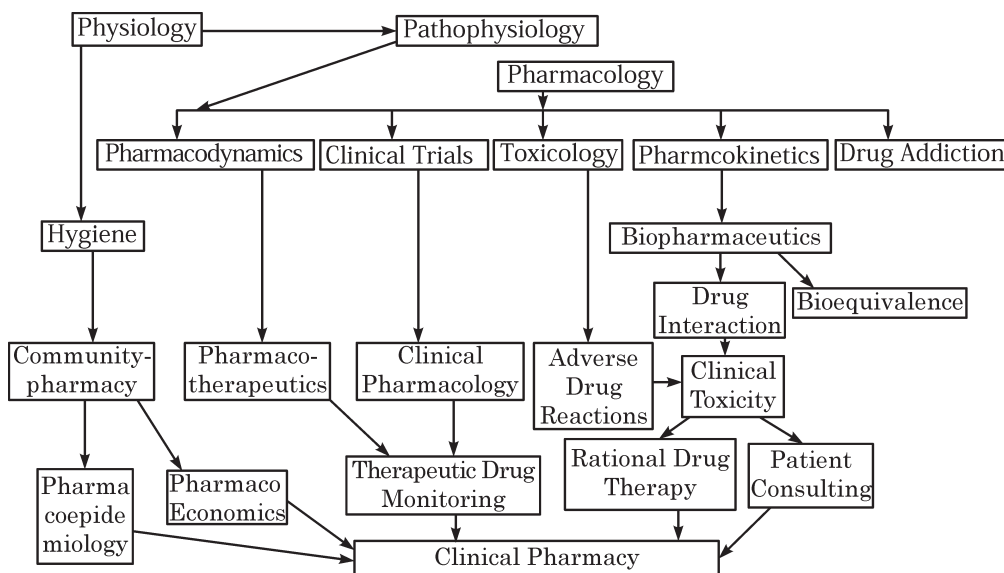 Physiology
Pathophysiology
Pharmacology
Pharmacodynamics
Clinical Trials
Toxicology
Pharmcokinetics
Drug Addiction
Hygiene
Biopharmaceutics
Drug
Interaction
Bioequivalence
Community-
pharmacy
Pharmaco-
therapeutics
Clinical
Pharmacology
Adverse
Drug
Reactions
Clinical
Toxicity
Pharma
coepide
miology
Pharmaco
Economics
Therapeutic Drug
Monitoring
Rational Drug
Therapy
Patient
Consulting
Clinical Pharmacy